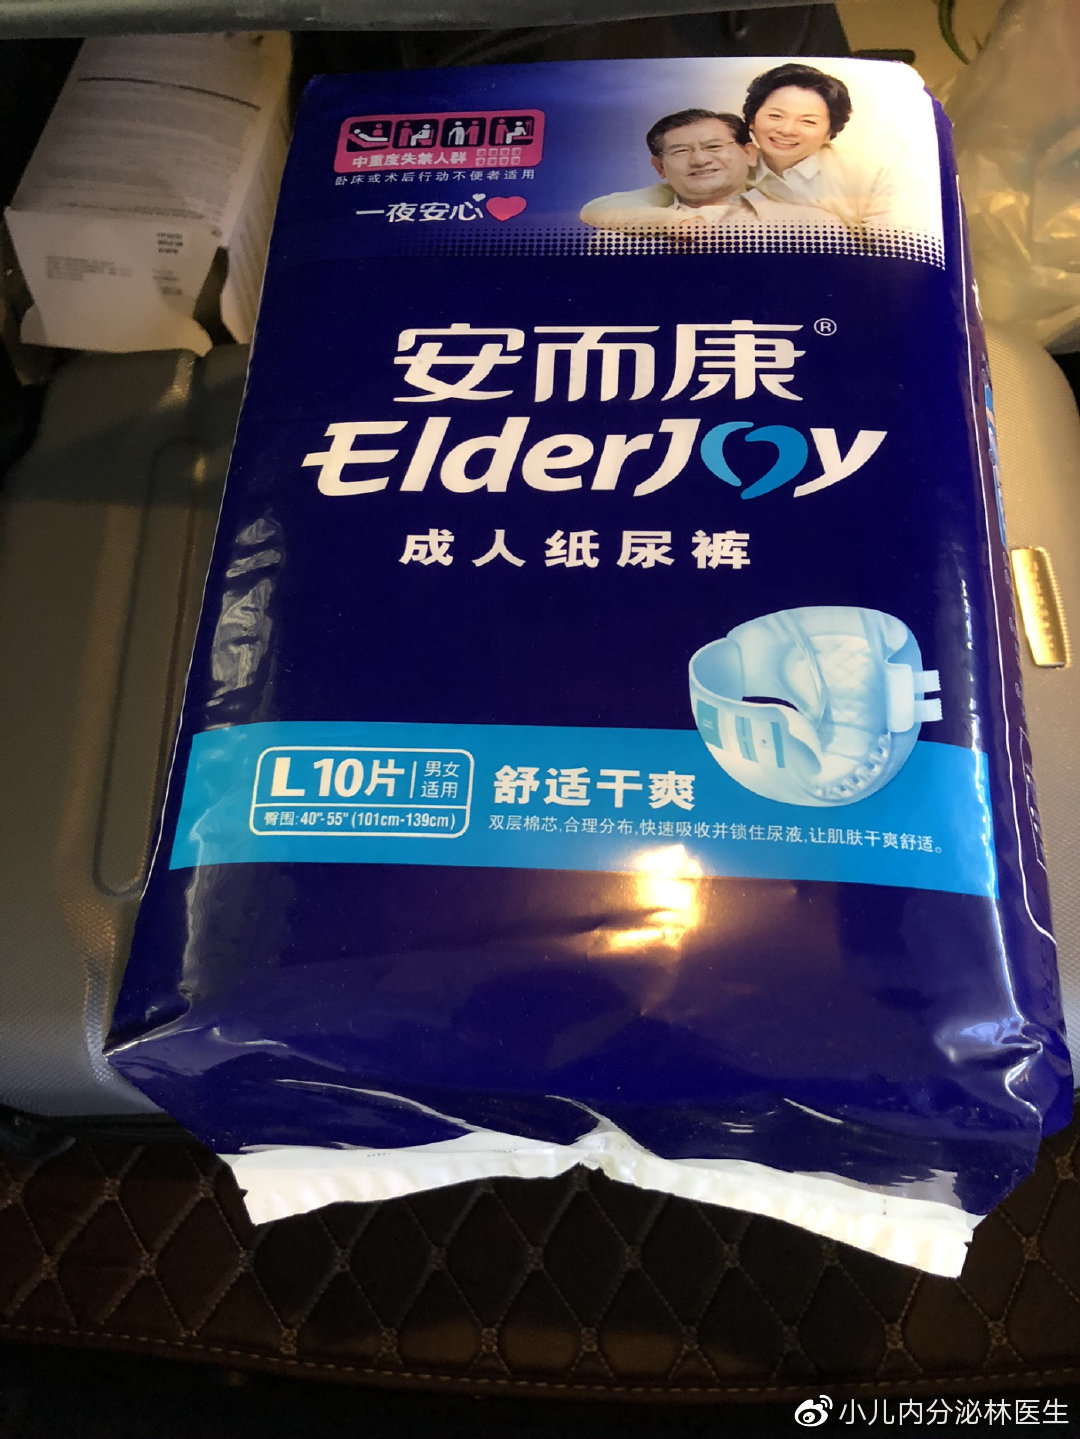 中重度失禁人群
卧床或术后行动不便者适用
一夜安心
安而康®
ElderJoy
成人纸尿裤
L10片 男女适用
臀围:40"-55"(101cm-139cm)
舒适干爽
双层棉芯,合理分布,快速吸收并锁住尿液,让肌肤干爽舒适。
小儿内分泌林医生